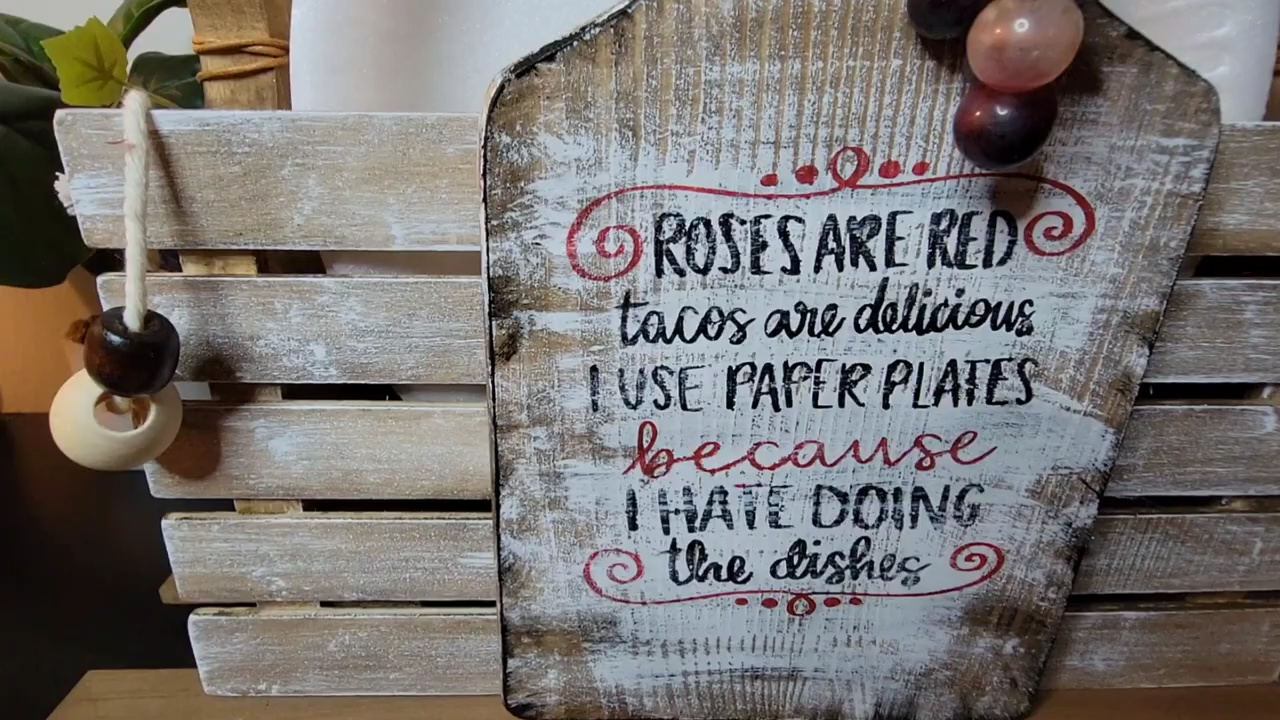 ROSES ARE RED
tacos are delicious
I USE PAPER PLATES
because
I HATE DOING
the dishes